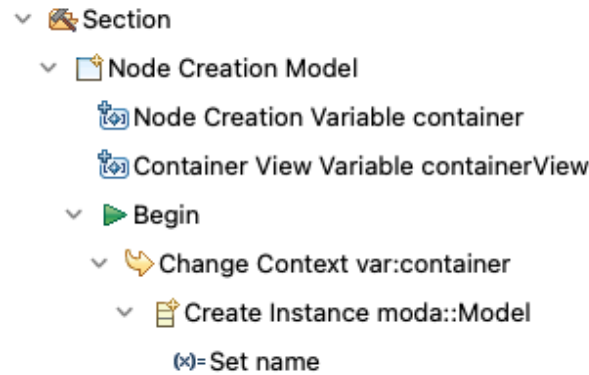 Section
Node Creation Model
Node Creation Variable container
Container View Variable containerView
Begin
Change Context var:container
Create Instance moda::Model
(x)= Set name